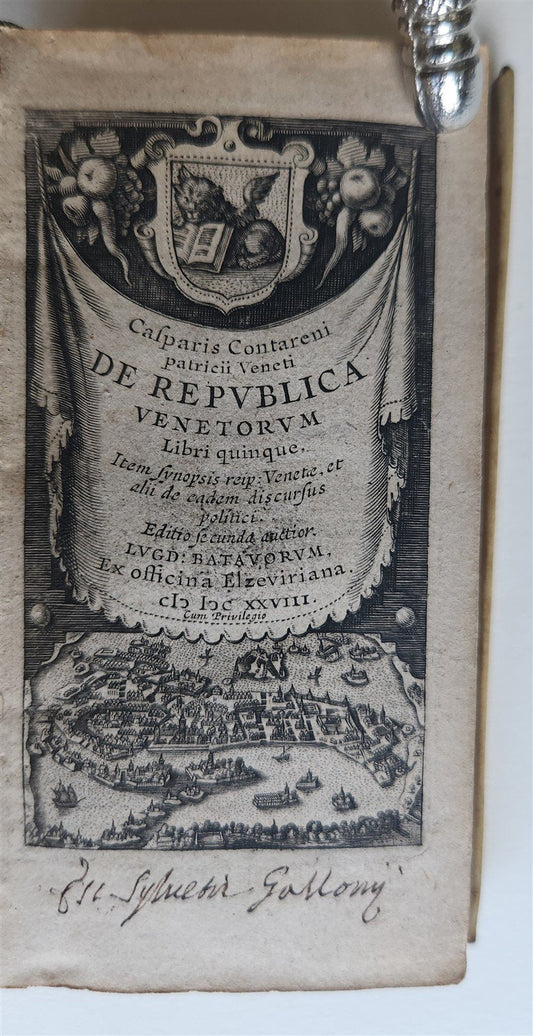 Casparis Contareni
patricii Veneti
DE REPVBLICA
VENETORVM
Libri quinque.
Item synopsis reip: Venetæ, et
alii de eadem discursus
politici.
Editio secunda auctior.
LVGD: BATAVORVM,
Ex officina Elzeviriana.
cIↄ Iↄc XXVIII.
Cum Privilegio
Sylvestri